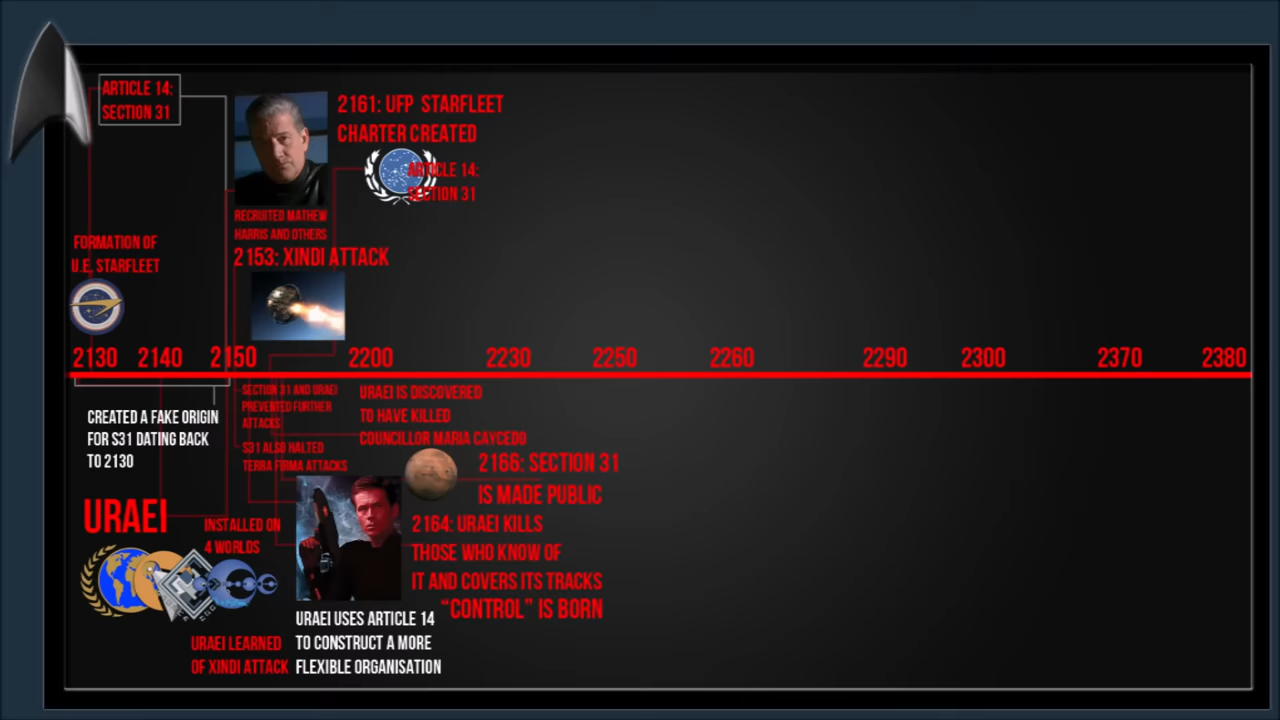 ARTICLE 14:
SECTION 31
2161: UFP STARFLEET
CHARTER CREATED
ARTICLE 14:
SECTION 31
RECRUITED MATHEW
HARRIS AND OTHERS
FORMATION OF
U.E. STARFLEET
2153: XINDI ATTACK
2130 2140 2150 2200 2230 2250 2260 2290 2300 2370 2380
CREATED A FAKE ORIGIN
FOR S31 DATING BACK
TO 2130
SECTION 31 AND URAEI
PREVENTED FURTHER
ATTACKS
S31 ALSO HALTED
TERRA FIRMA ATTACKS
URAEI IS DISCOVERED
TO HAVE KILLED
COUNCILLOR MARIA CAYCEDO
2166: SECTION 31
IS MADE PUBLIC
URAEI
INSTALLED ON
4 WORLDS
2164: URAEI KILLS
THOSE WHO KNOW OF
IT AND COVERS ITS TRACKS
"CONTROL" IS BORN
URAEI LEARNED
OF XINDI ATTACK
URAEI USES ARTICLE 14
TO CONSTRUCT A MORE
FLEXIBLE ORGANISATION